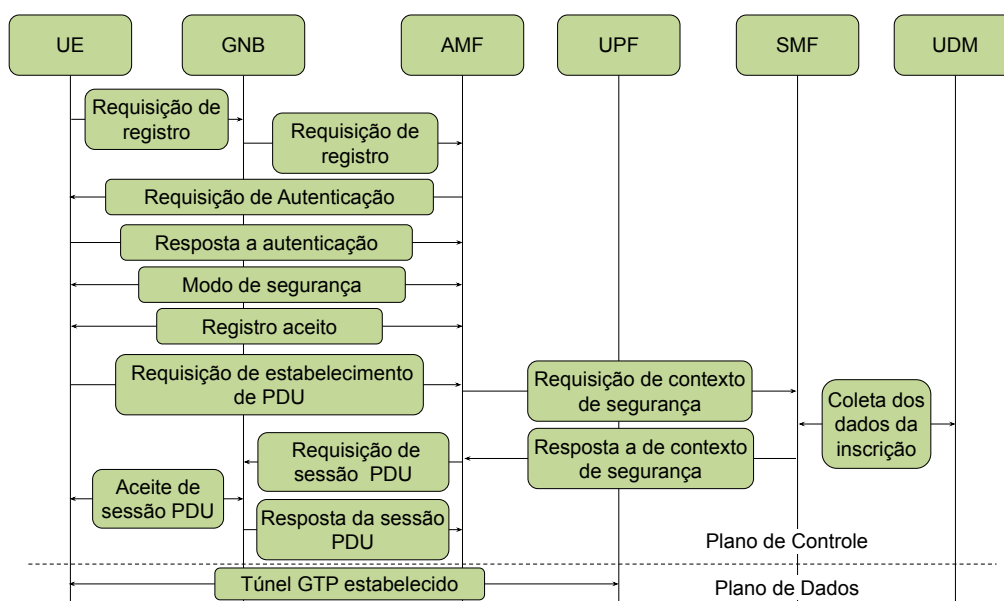 UE
GNB
AMF
UPF
SMF
UDM
Requisição de
registro
Requisição de
registro
Requisição de Autenticação
Resposta a autenticação
Modo de segurança
Registro aceito
Requisição de estabelecimento
de PDU
Requisição de contexto
de segurança
Coleta dos
dados da
inscrição
Resposta a de contexto
de segurança
Requisição de
sessão PDU
Aceite de
sessão PDU
Resposta da sessão
PDU
Plano de Controle
Túnel GTP estabelecido
Plano de Dados